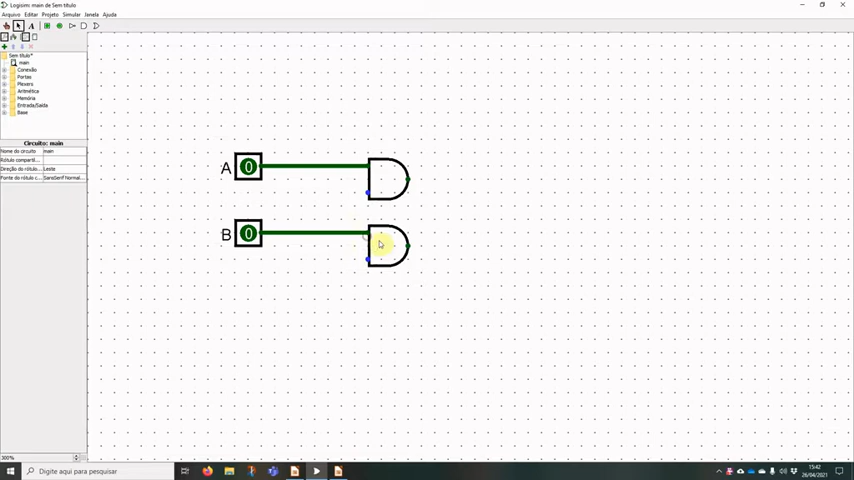 Logisim: main de Sem título
Arquivo Editar Projeto Simular Janela Ajuda
A
Sem título*
main
Conexão
Portas
Plexers
Aritmética
Memória
Entrada/Saída
Base
Circuito: main
Nome do circuito main
Rótulo compartil...
Direção do rótulo... Leste
Fonte do rótulo c... SansSerif Normal...
A 0
B 0
300%
Digite aqui para pesquisar
15:42
26/04/2021